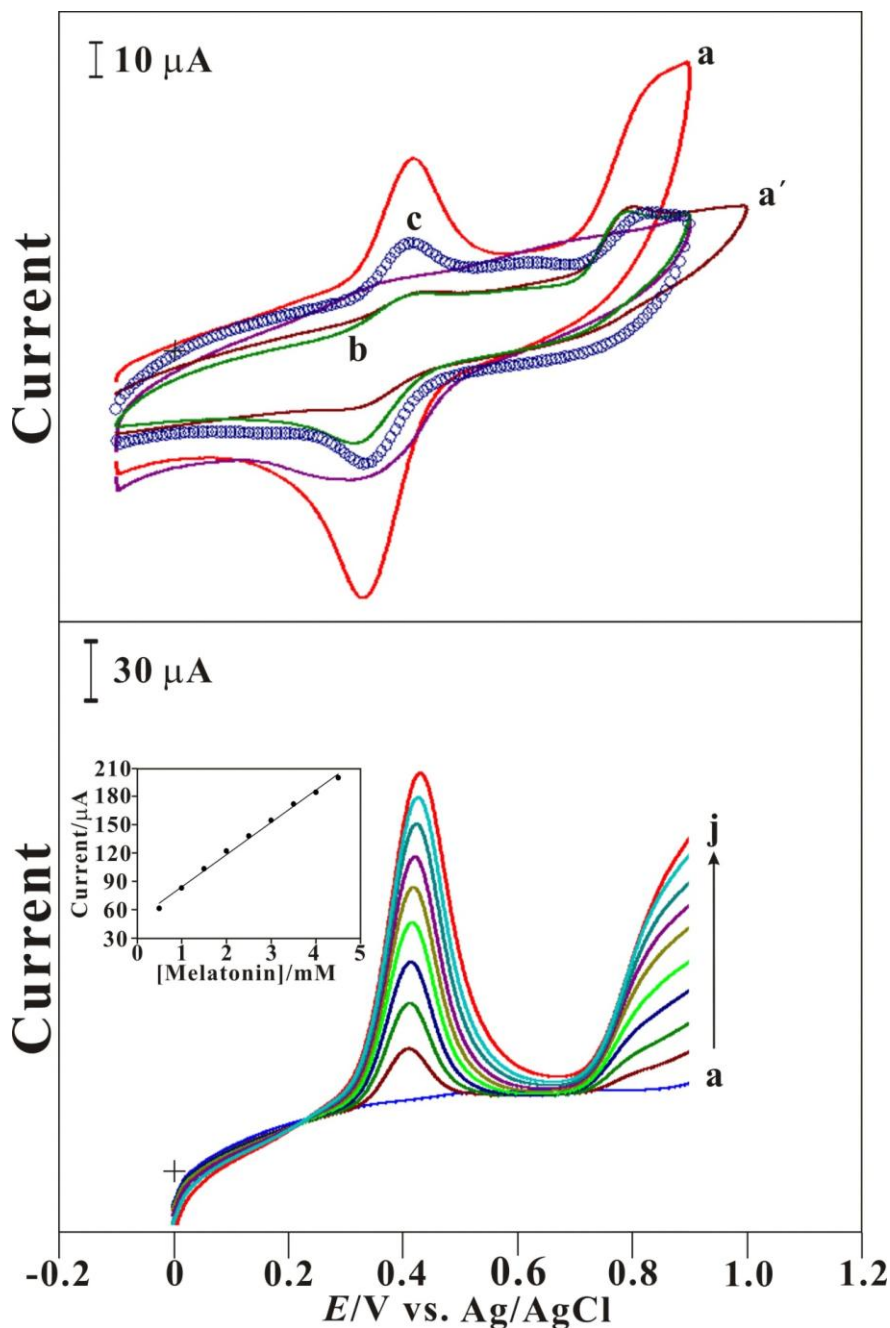 10 μA
a
a´
c
b
Current
30 μA
210
180
150
120
90
60
30
Current/μA
0 1 2 3 4 5
[Melatonin]/mM
j
a
Current
-0.2 0 0.2 0.4 0.6 0.8 1.0 1.2
E/V vs. Ag/AgCl